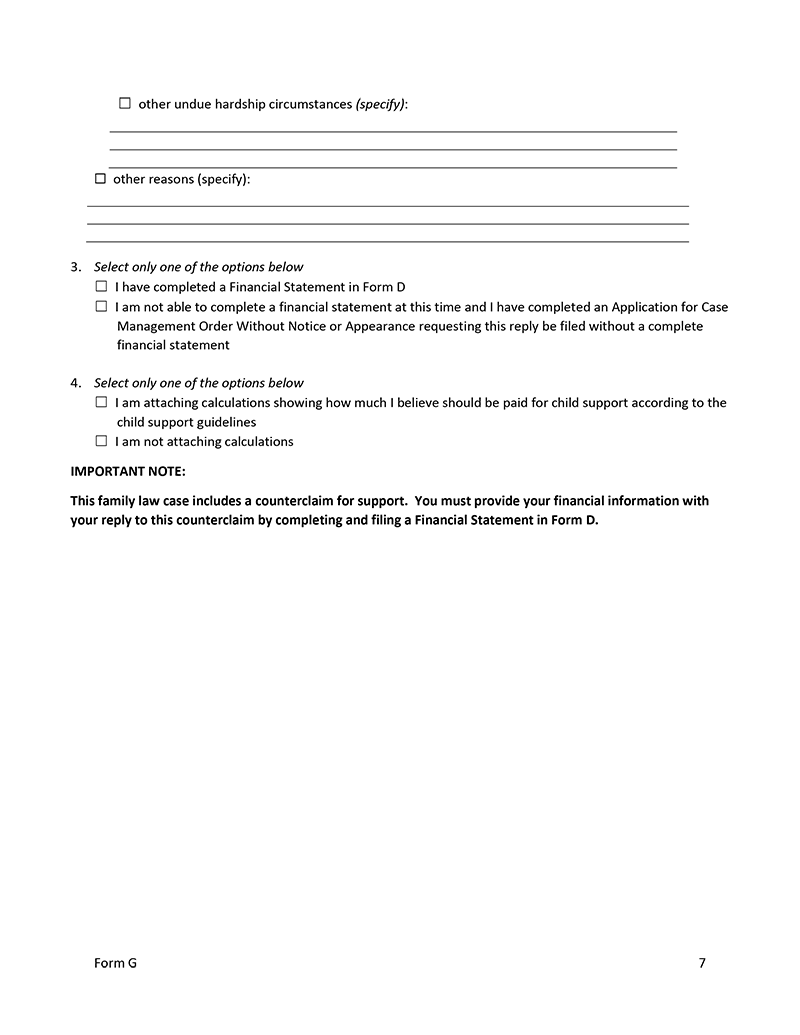 ☐ other undue hardship circumstances (specify):
☐ other reasons (specify):
3. Select only one of the options below
☐ I have completed a Financial Statement in Form D
☐ I am not able to complete a financial statement at this time and I have completed an Application for Case
Management Order Without Notice or Appearance requesting this reply be filed without a complete
financial statement
4. Select only one of the options below
☐ I am attaching calculations showing how much I believe should be paid for child support according to the
child support guidelines
☐ I am not attaching calculations
IMPORTANT NOTE:
This family law case includes a counterclaim for support. You must provide your financial information with
your reply to this counterclaim by completing and filing a Financial Statement in Form D.
Form G 7